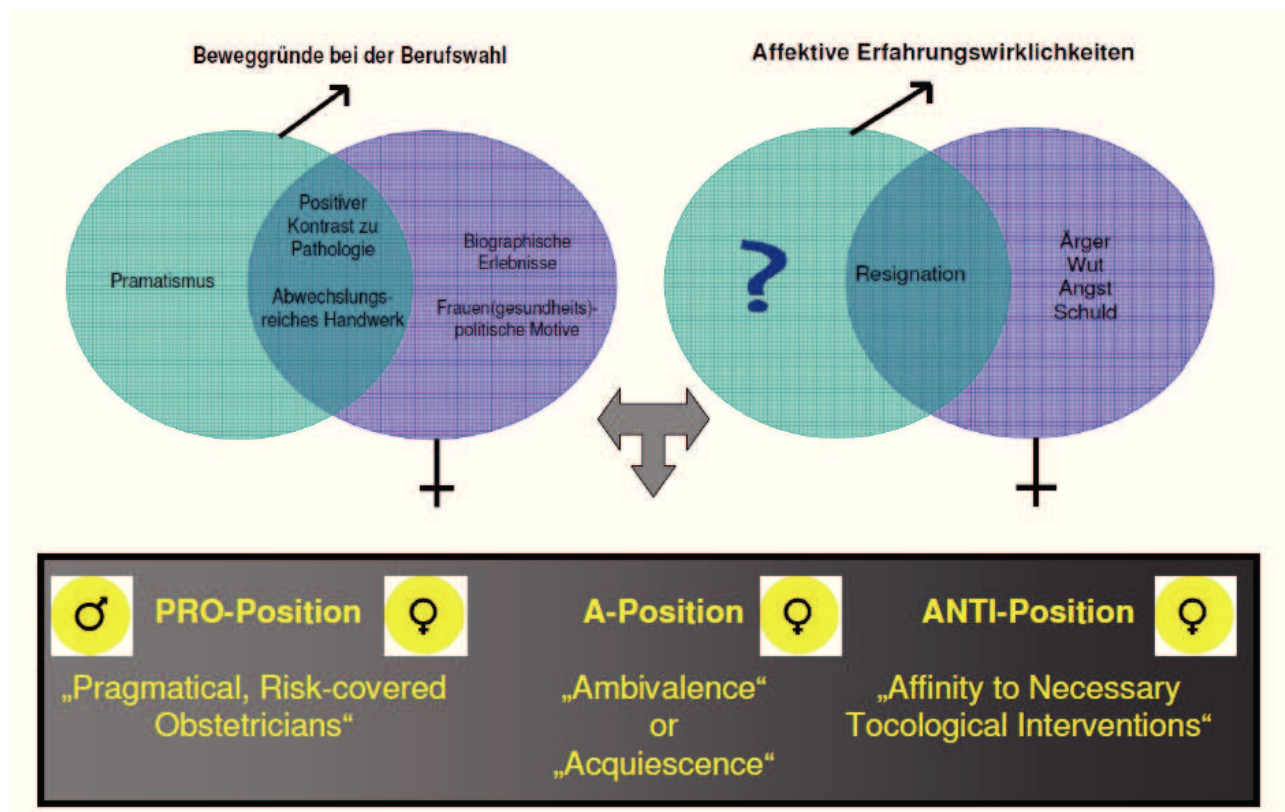 Beweggründe bei der Berufswahl
Pramatismus
Positiver
Kontrast zu
Pathologie
Abwechslungs-
reiches Handwerk
Biographische
Erlebnisse
Frauen(gesundheits)-
politische Motive
Affektive Erfahrungswirklichkeiten
?
Resignation
Ärger
Wut
Angst
Schuld
♂ PRO-Position ♀
„Pragmatical, Risk-covered
Obstetricians“
A-Position ♀
„Ambivalence“
or
„Acquiescence“
ANTI-Position ♀
„Affinity to Necessary
Tocological Interventions“